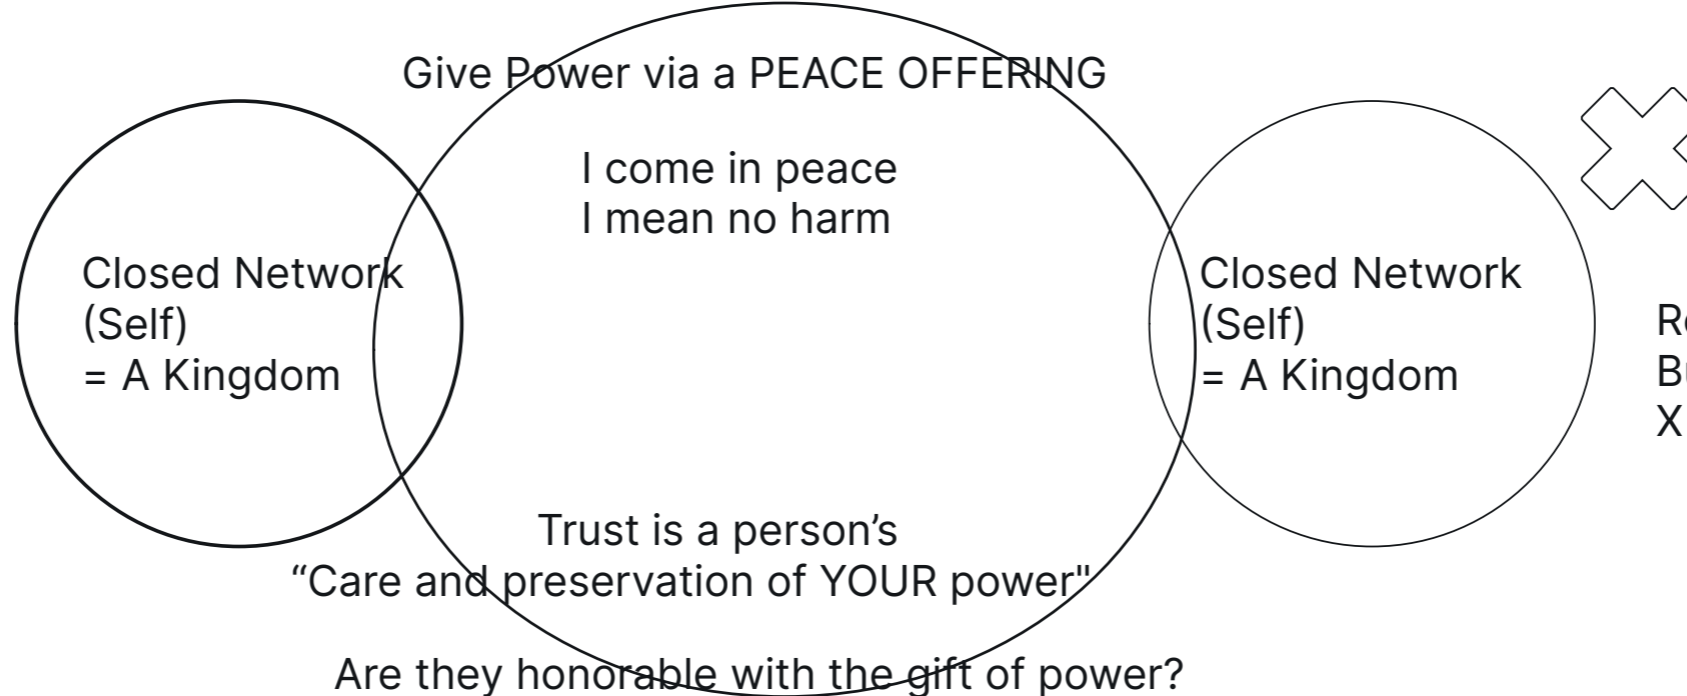 Give Power via a PEACE OFFERING
I come in peace
I mean no harm
Closed Network
(Self)
= A Kingdom
Closed Network
(Self)
= A Kingdom
X
Trust is a person’s
“Care and preservation of YOUR power"
Are they honorable with the gift of power?